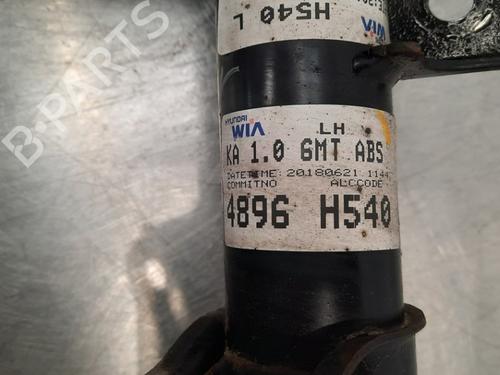 H540 L
WIA
HYUNDAI
WIA
LH
KA 1.0 6MT ABS
DATETIME: 20180621 1144
COMMITNO ALCCODE
4896 H540
B-PARTS